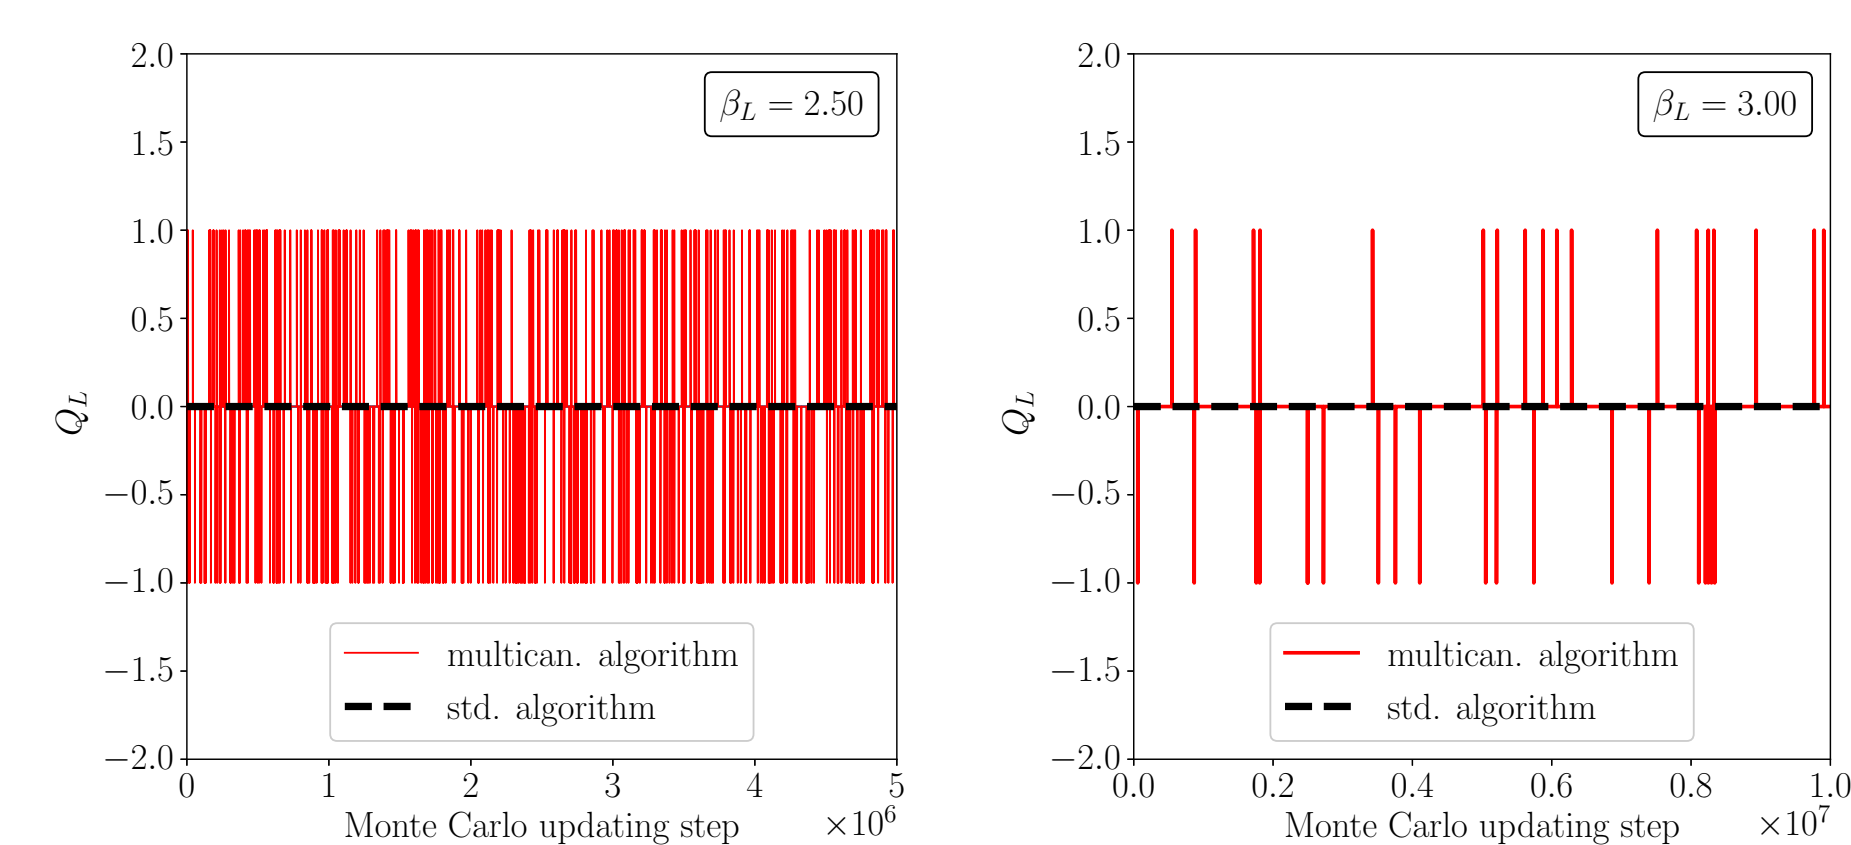 2.0
1.5
1.0
0.5
0.0
−0.5
−1.0
−1.5
−2.0
Q_L
β_L = 2.50
multican. algorithm
std. algorithm
0 1 2 3 4 5
Monte Carlo updating step ×10⁶
2.0
1.5
1.0
0.5
0.0
−0.5
−1.0
−1.5
−2.0
Q_L
β_L = 3.00
multican. algorithm
std. algorithm
0.0 0.2 0.4 0.6 0.8 1.0
Monte Carlo updating step ×10⁷